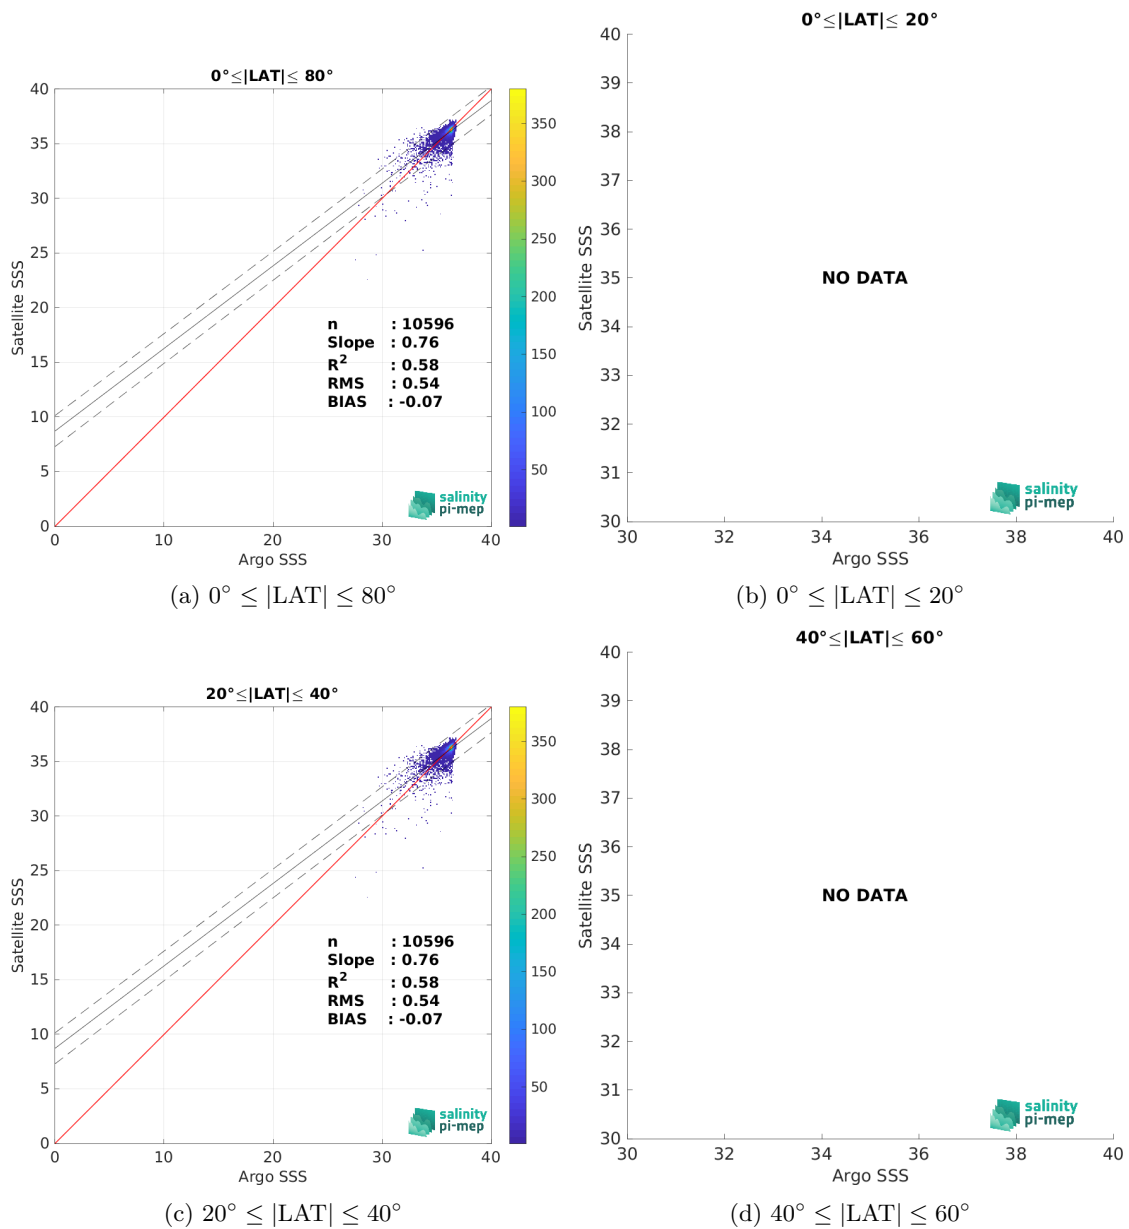 0°≤|LAT|≤ 80°
40
35
30
25
20
15
10
5
0
Satellite SSS
0
10
20
30
40
Argo SSS
n : 10596
Slope : 0.76
R² : 0.58
RMS : 0.54
BIAS : -0.07
salinity
pi-mep
350
300
250
200
150
100
50
(a) 0° ≤ |LAT| ≤ 80°
0°≤|LAT|≤ 20°
40
39
38
37
36
35
34
33
32
31
30
Satellite SSS
NO DATA
salinity
pi-mep
30
32
34
36
38
40
Argo SSS
(b) 0° ≤ |LAT| ≤ 20°
20°≤|LAT|≤ 40°
40
35
30
25
20
15
10
5
0
Satellite SSS
0
10
20
30
40
Argo SSS
n : 10596
Slope : 0.76
R² : 0.58
RMS : 0.54
BIAS : -0.07
salinity
pi-mep
350
300
250
200
150
100
50
(c) 20° ≤ |LAT| ≤ 40°
40°≤|LAT|≤ 60°
40
39
38
37
36
35
34
33
32
31
30
Satellite SSS
NO DATA
salinity
pi-mep
30
32
34
36
38
40
Argo SSS
(d) 40° ≤ |LAT| ≤ 60°